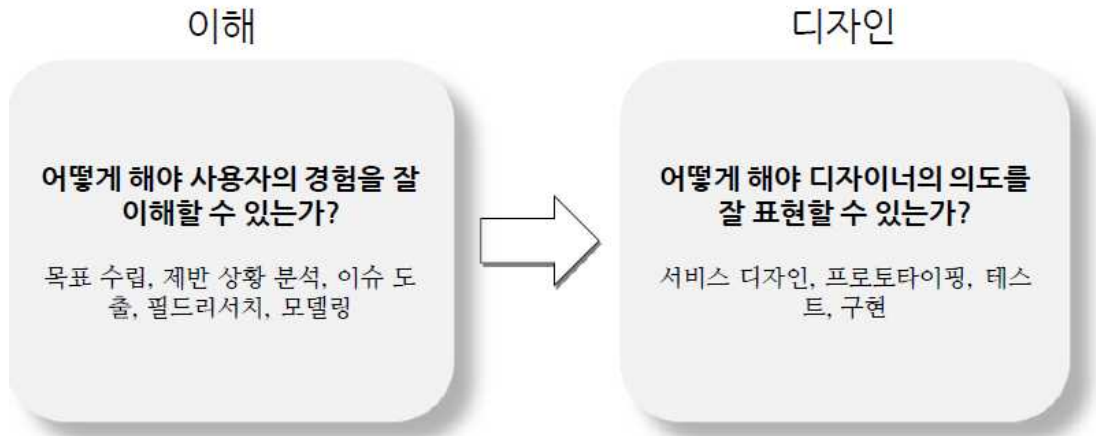 이해
어떻게 해야 사용자의 경험을 잘
이해할 수 있는가?
목표 수립, 제반 상황 분석, 이슈 도
출, 필드리서치, 모델링
디자인
어떻게 해야 디자이너의 의도를
잘 표현할 수 있는가?
서비스 디자인, 프로토타이핑, 테스
트, 구현